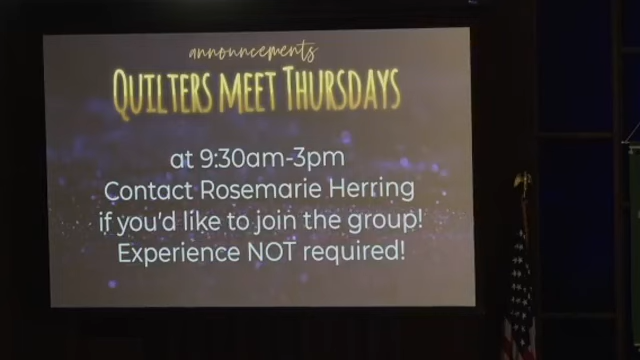 announcements
QUILTERS MEET THURSDAYS
at 9:30am-3pm
Contact Rosemarie Herring
if you'd like to join the group!
Experience NOT required!